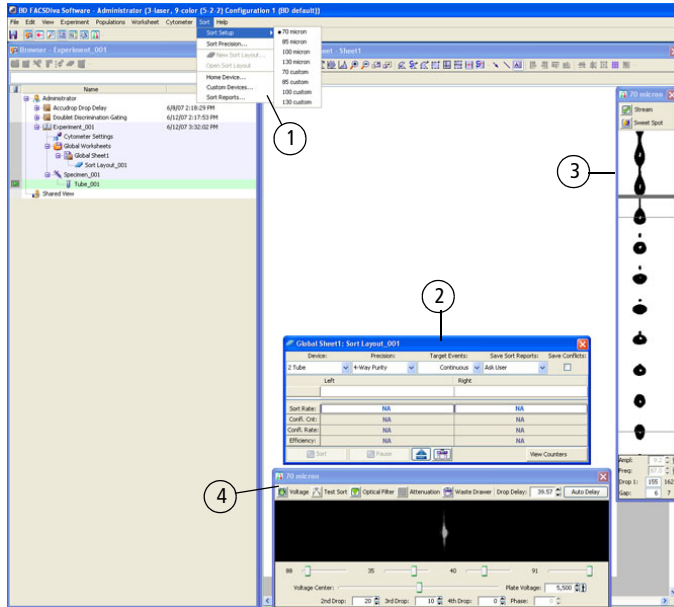 BD FACSDiva Software - Administrator (3-laser, 9-color (5-2-2) Configuration 1 (BD default))
File Edit View Experiment Populations Worksheet Cytometer Sort Help
Browser - Experiment_001
Sort Setup
Sort Precision...
New Sort Layout...
Open Sort Layout
Home Device...
Custom Devices...
Sort Reports...
70 micron
85 micron
100 micron
130 micron
70 custom
85 custom
100 custom
130 custom
Sheet - Sheet1
Name
Administrator
Accudrop Drop Delay 6/8/07 2:18:29 PM
Doublet Discrimination Gating 6/12/07 2:17:53 PM
Experiment_001 6/12/07 3:32:02 PM
Cytometer Settings
Global Worksheets
Global Sheet1
Sort Layout_001
Specimen_001
Tube_001
Shared View
1
70 micron
Stream
Sweet Spot
3
2
Global Sheet1: Sort Layout_001
Device: Precision: Target Events: Save Sort Reports: Save Conflicts:
2 Tube 4-Way Purity Continuous Ask User
Left Right
Sort Rate: NA NA
Confl. Cnt: NA NA
Confl. Rate: NA NA
Efficiency: NA NA
Sort Pause View Counters
Ampl: 9.2
Freq: 97.5
Drop 1: 155 162
Gap: 6 7
4
70 micron
Voltage Test Sort Optical Filter Attenuation Waste Drawer Drop Delay: 39.57 Auto Delay
88 35 40 91
Voltage Center: Plate Voltage: 5,500
2nd Drop: 20 3rd Drop: 10 4th Drop: 0 Phase: 0